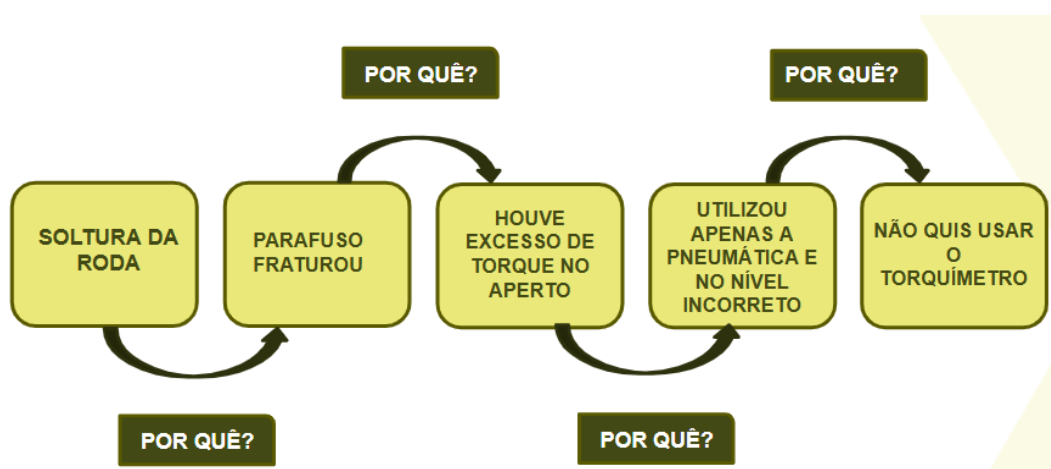 POR QUÊ?
POR QUÊ?
SOLTURA DA
RODA
PARAFUSO
FRATUROU
HOUVE
EXCESSO DE
TORQUE NO
APERTO
UTILIZOU
APENAS A
PNEUMÁTICA E
NO NÍVEL
INCORRETO
NÃO QUIS USAR
O
TORQUÍMETRO
POR QUÊ?
POR QUÊ?